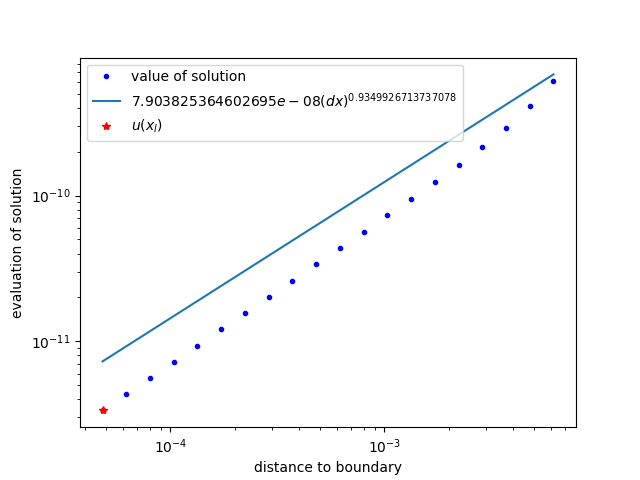 value of solution
7.903825364602695e − 08(dx)^0.9349926713737078
u(x_l)
10^−10
10^−11
evaluation of solution
10^−4
10^−3
distance to boundary